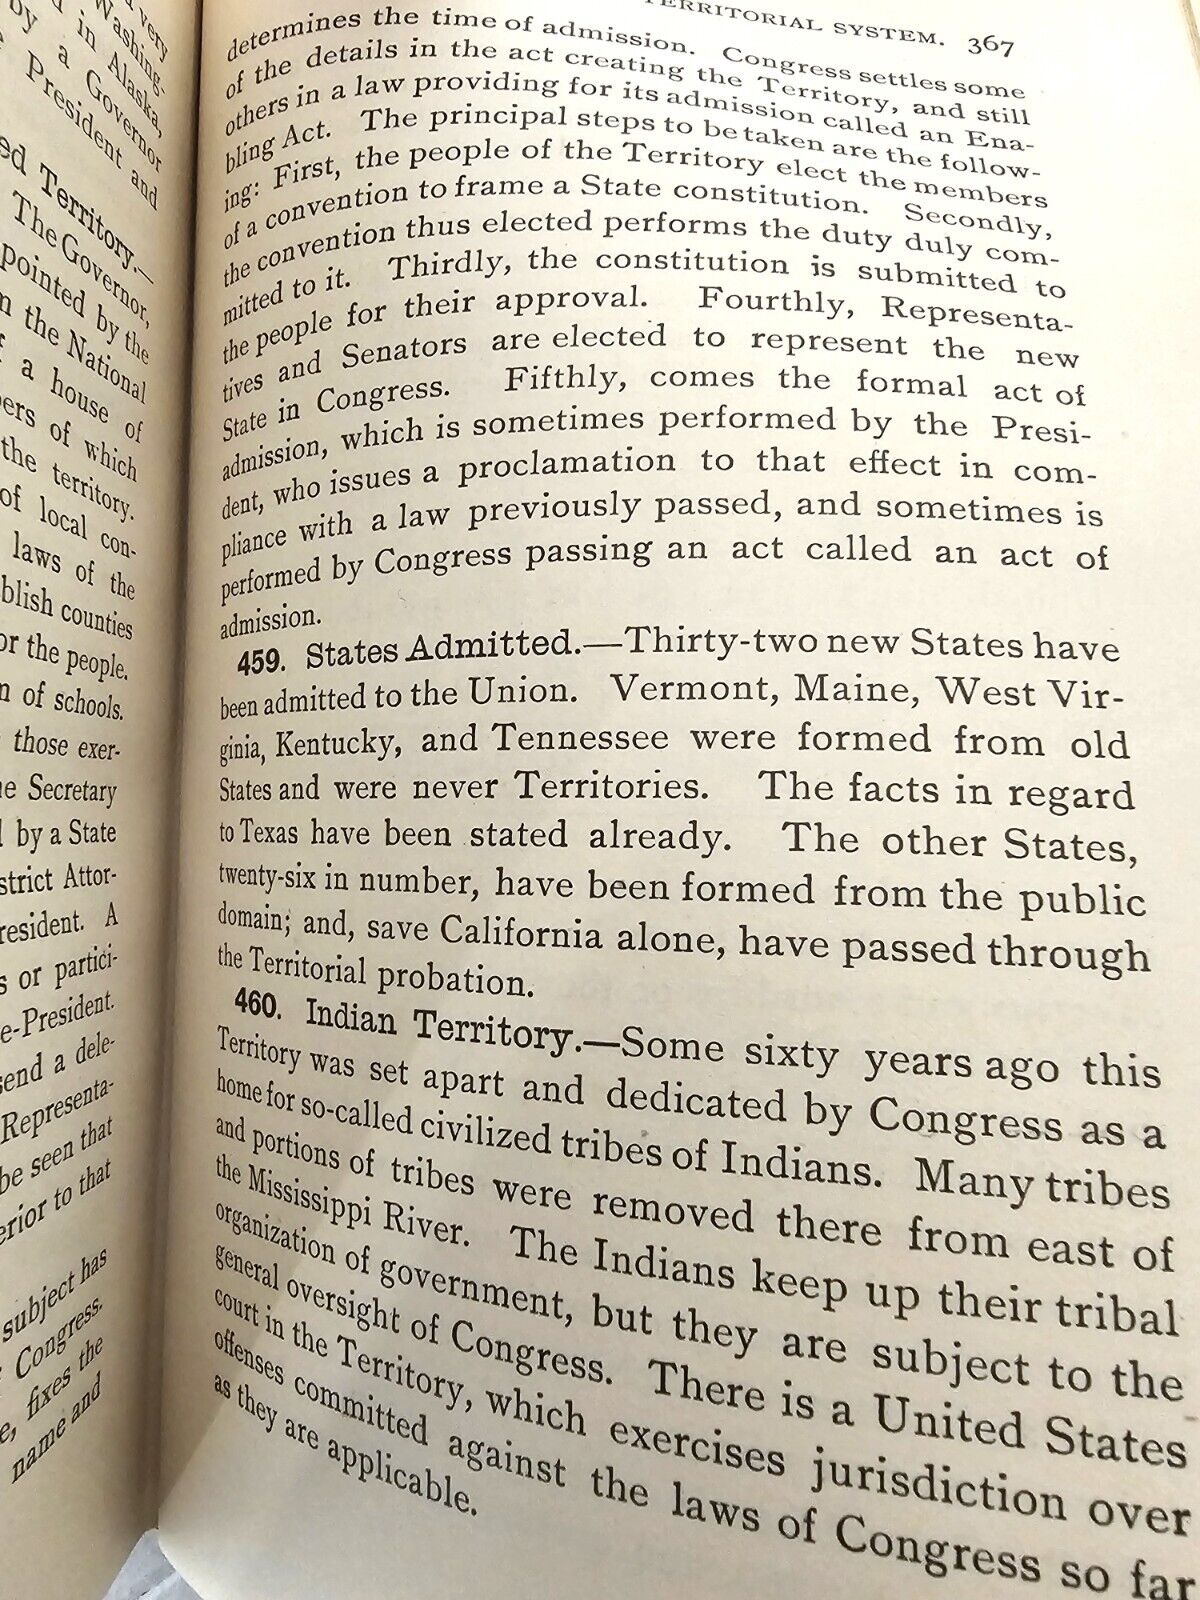 very
Washing-
in Alaska,
by a Governor
President and
Territory.—
The Governor,
pointed by the
the National
a house of
of which
the territory.
of local con-
laws of the
counties
the people.
of schools.
those exer-
Secretary
by a State
Attor-
A
or partici-
send a dele-
Representa-
be seen that
to that
subject has
Congress.
fixes the
name and
TERRITORIAL SYSTEM. 367
determines the time of admission. Congress settles some
of the details in the act creating the Territory, and still
others in a law providing for its admission called an Ena-
bling Act. The principal steps to be taken are the follow-
ing: First, the people of the Territory elect the members
of a convention to frame a State constitution. Secondly,
the convention thus elected performs the duty duly com-
mitted to it. Thirdly, the constitution is submitted to
the people for their approval. Fourthly, Representa-
tives and Senators are elected to represent the new
State in Congress. Fifthly, comes the formal act of
admission, which is sometimes performed by the Presi-
dent, who issues a proclamation to that effect in com-
pliance with a law previously passed, and sometimes is
performed by Congress passing an act called an act of
admission.
459. States Admitted.—Thirty-two new States have
been admitted to the Union. Vermont, Maine, West Vir-
ginia, Kentucky, and Tennessee were formed from old
States and were never Territories. The facts in regard
to Texas have been stated already. The other States,
twenty-six in number, have been formed from the public
domain; and, save California alone, have passed through
the Territorial probation.
460. Indian Territory.—Some sixty years ago this
Territory was set apart and dedicated by Congress as a
home for so-called civilized tribes of Indians. Many tribes
and portions of tribes were removed there from east of
the Mississippi River. The Indians keep up their tribal
organization of government, but they are subject to the
general oversight of Congress. There is a United States
court in the Territory, which exercises jurisdiction over
offenses committed against the laws of Congress so far
as they are applicable.